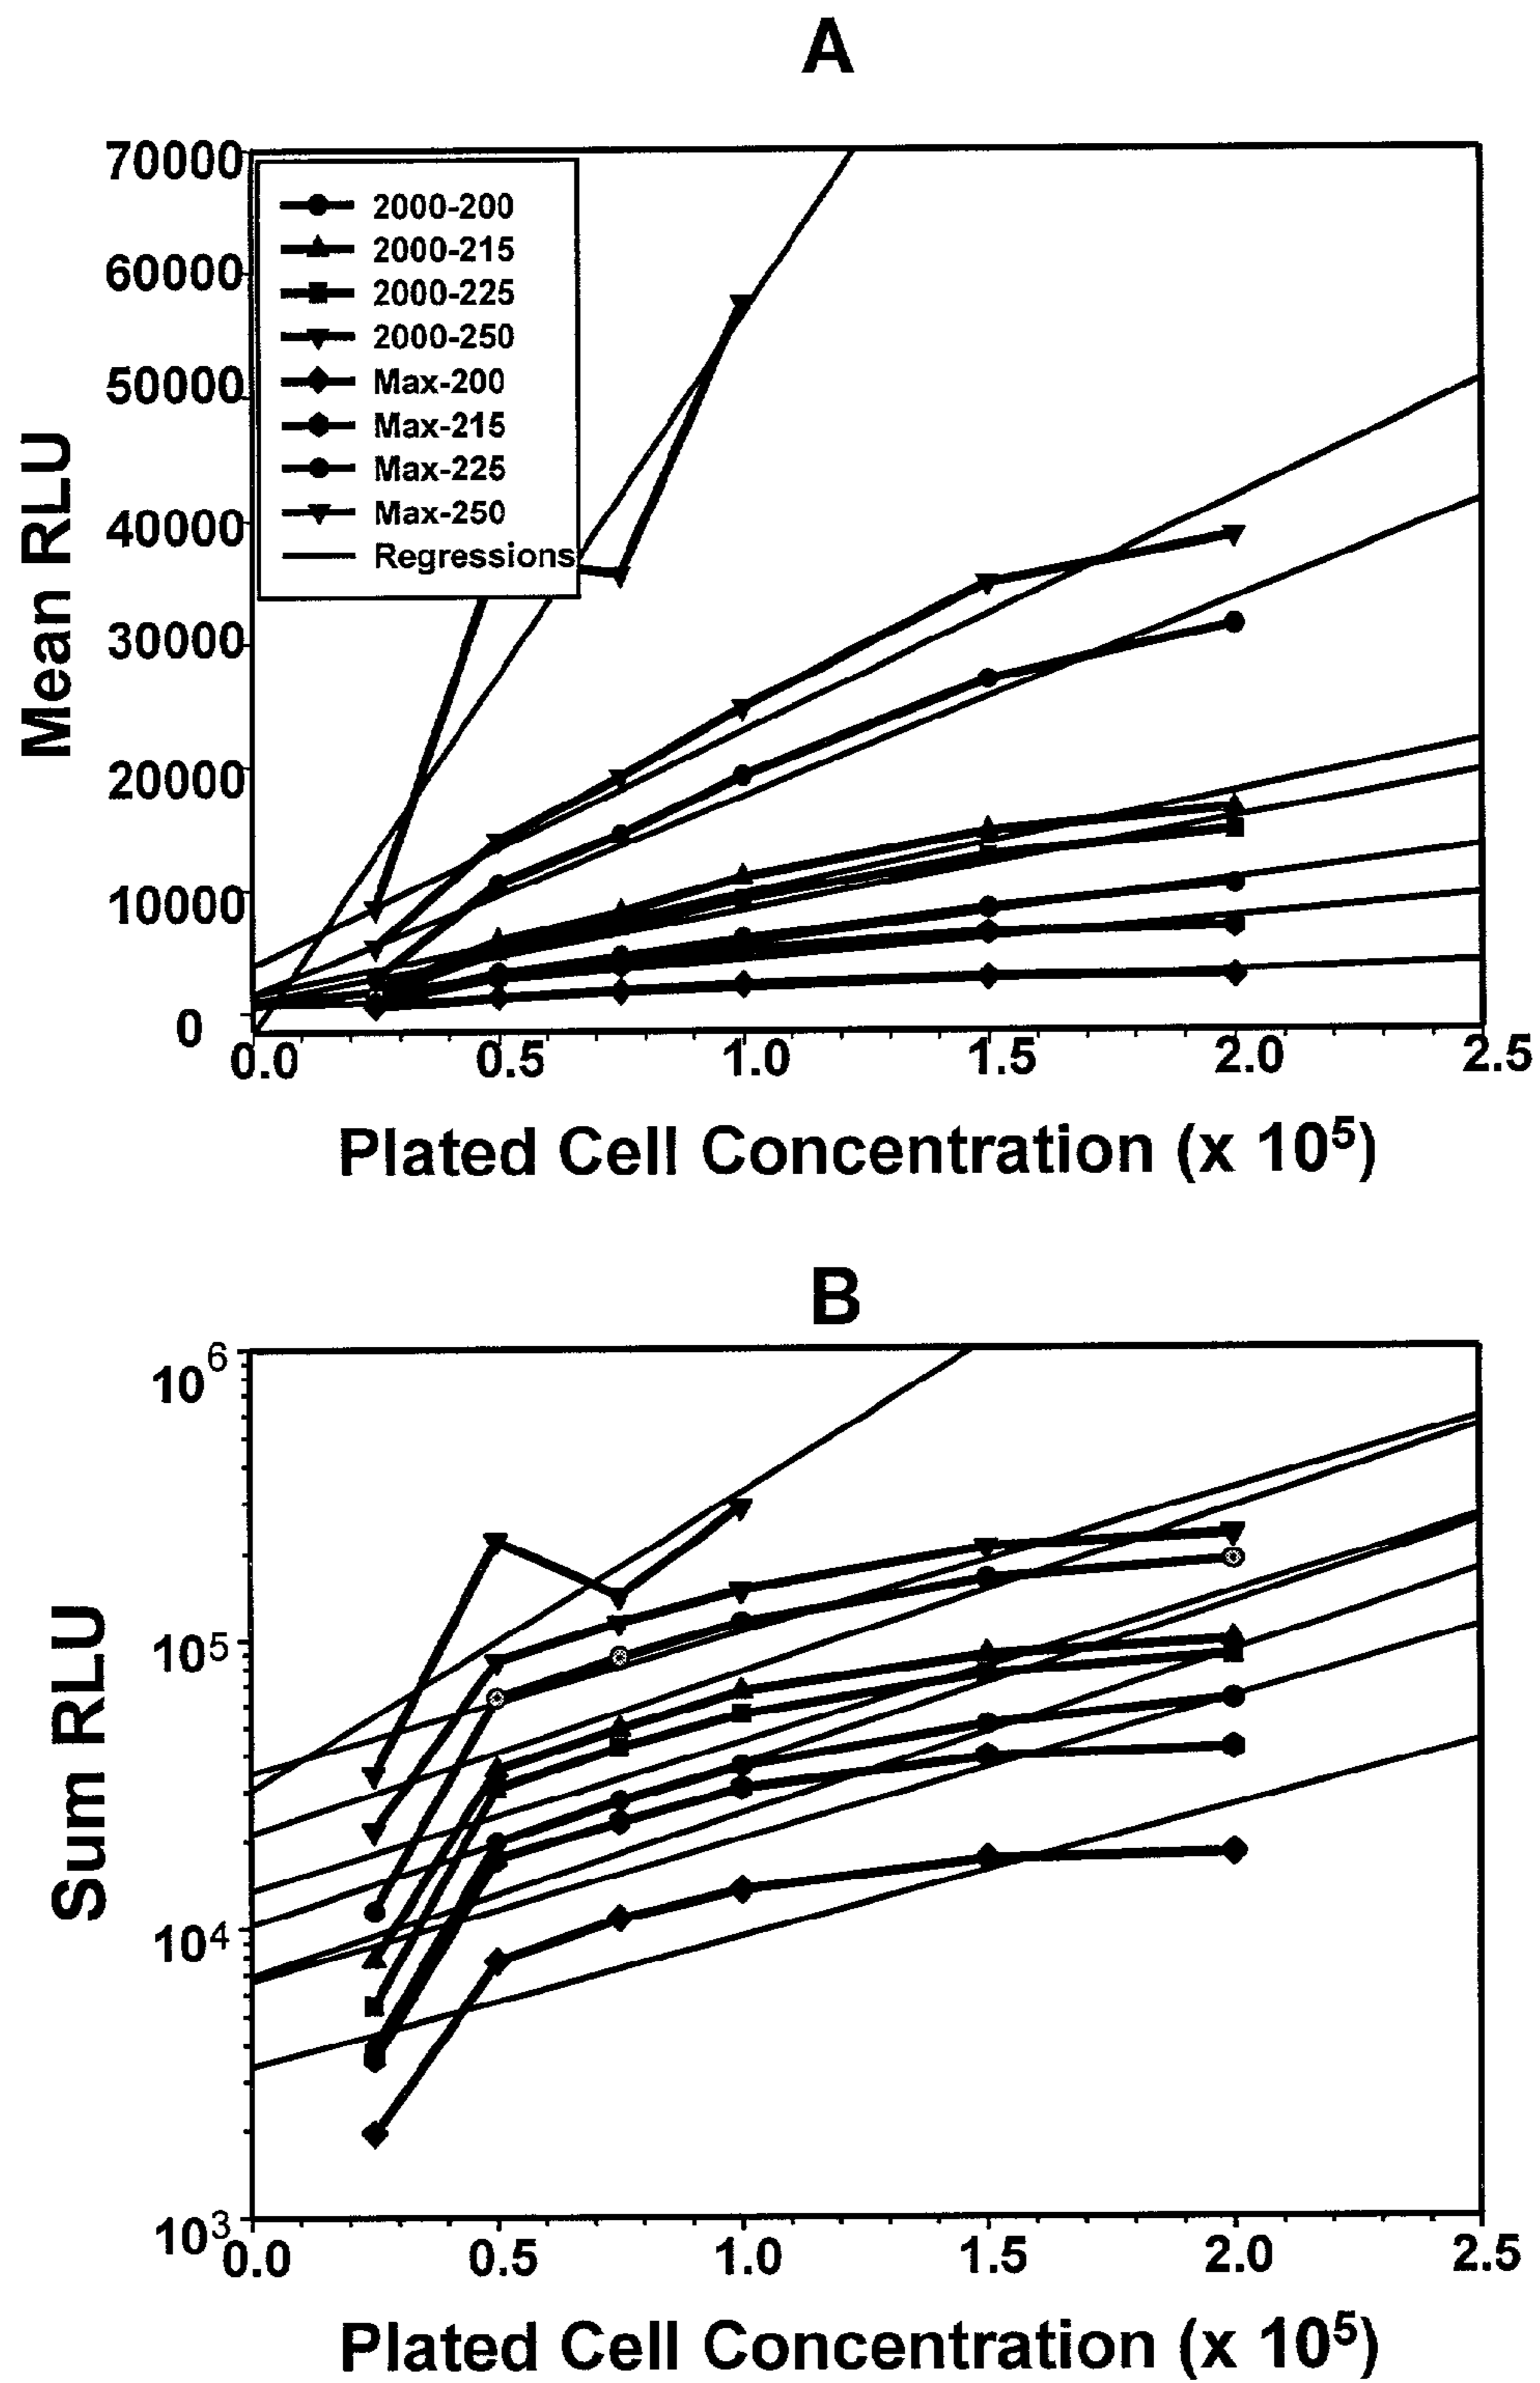 A
70000
60000
50000
40000
30000
20000
10000
0
Mean RLU
2000-200
2000-215
2000-225
2000-250
Max-200
Max-215
Max-225
Max-250
Regressions
0.0 0.5 1.0 1.5 2.0 2.5
Plated Cell Concentration (x 10⁵)
B
10⁶
10⁵
10⁴
10³
Sum RLU
0.0 0.5 1.0 1.5 2.0 2.5
Plated Cell Concentration (x 10⁵)